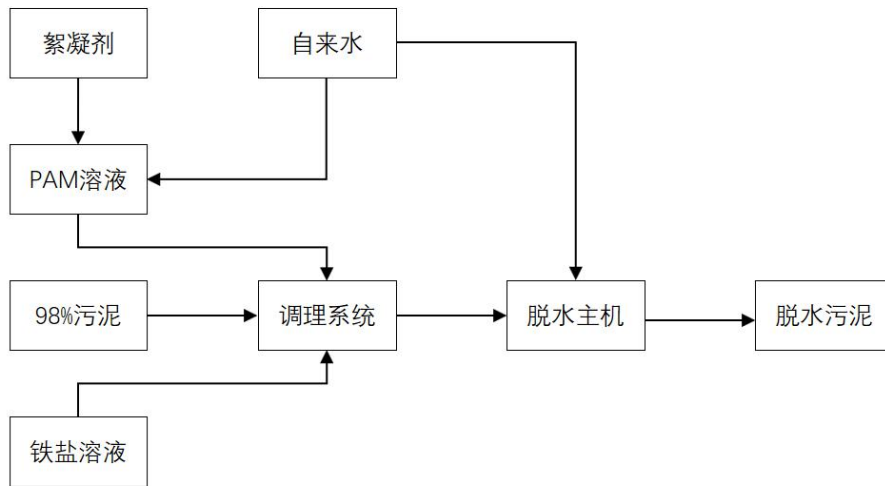 絮凝剂
自来水
PAM溶液
98%污泥
调理系统
脱水主机
脱水污泥
铁盐溶液